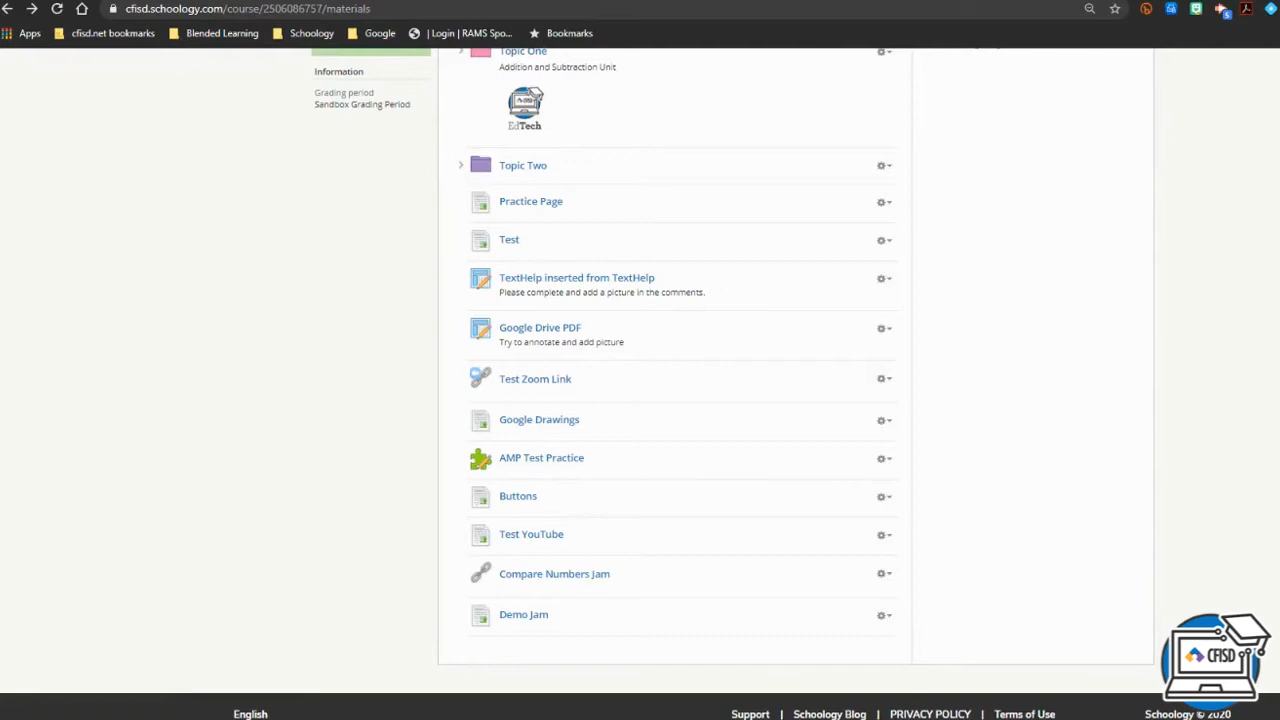 cfisd.schoology.com/course/2506086757/materials
Apps cfisd.net bookmarks Blended Learning Schoology Google | Login | RAMS Spo... Bookmarks
Topic One
Information
Addition and Subtraction Unit
Grading period
Sandbox Grading Period
CFISD
EdTech
Topic Two
Practice Page
Test
TextHelp inserted from TextHelp
Please complete and add a picture in the comments.
Google Drive PDF
Try to annotate and add picture
Test Zoom Link
Google Drawings
AMP Test Practice
Buttons
Test YouTube
Compare Numbers Jam
Demo Jam
CFISD
English Support Schoology Blog PRIVACY POLICY Terms of Use Schoology © 2020